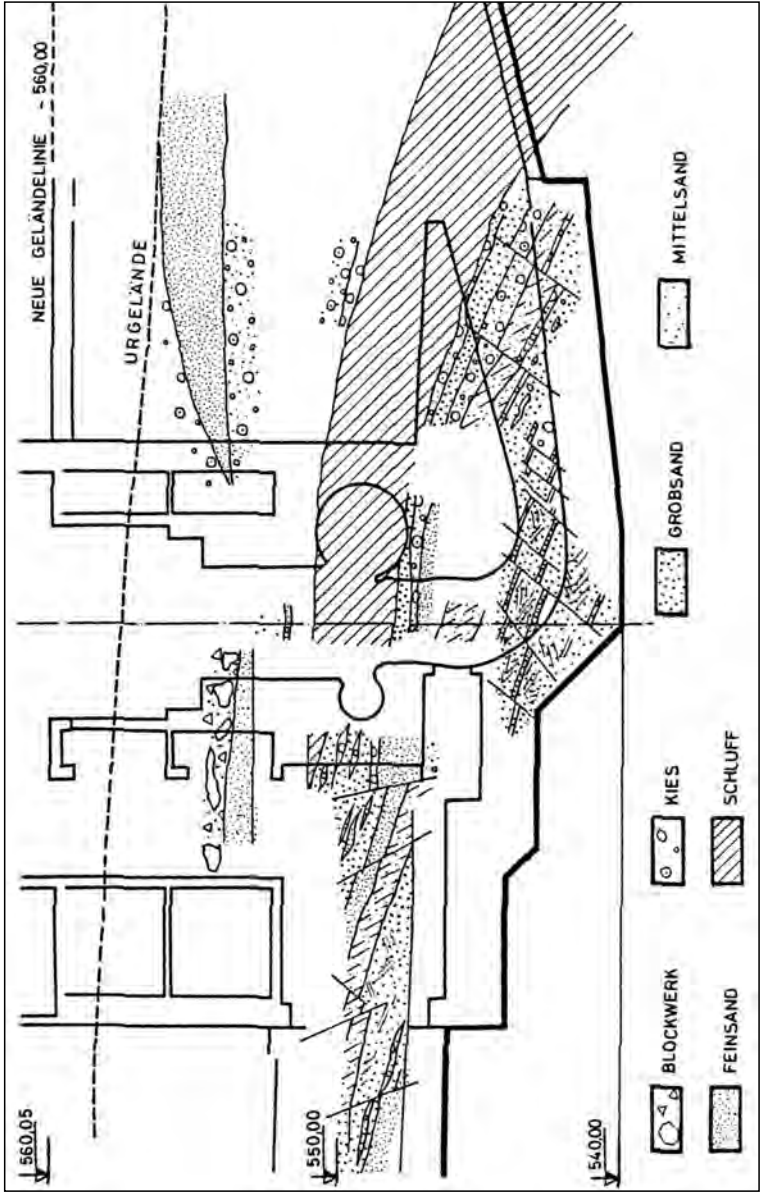 NEUE GELÄNDELINIE ~ 560,00
URGELÄNDE
560,05
550,00
540,00
BLOCKWERK
KIES
GROBSAND
MITTELSAND
FEINSAND
SCHLUFF